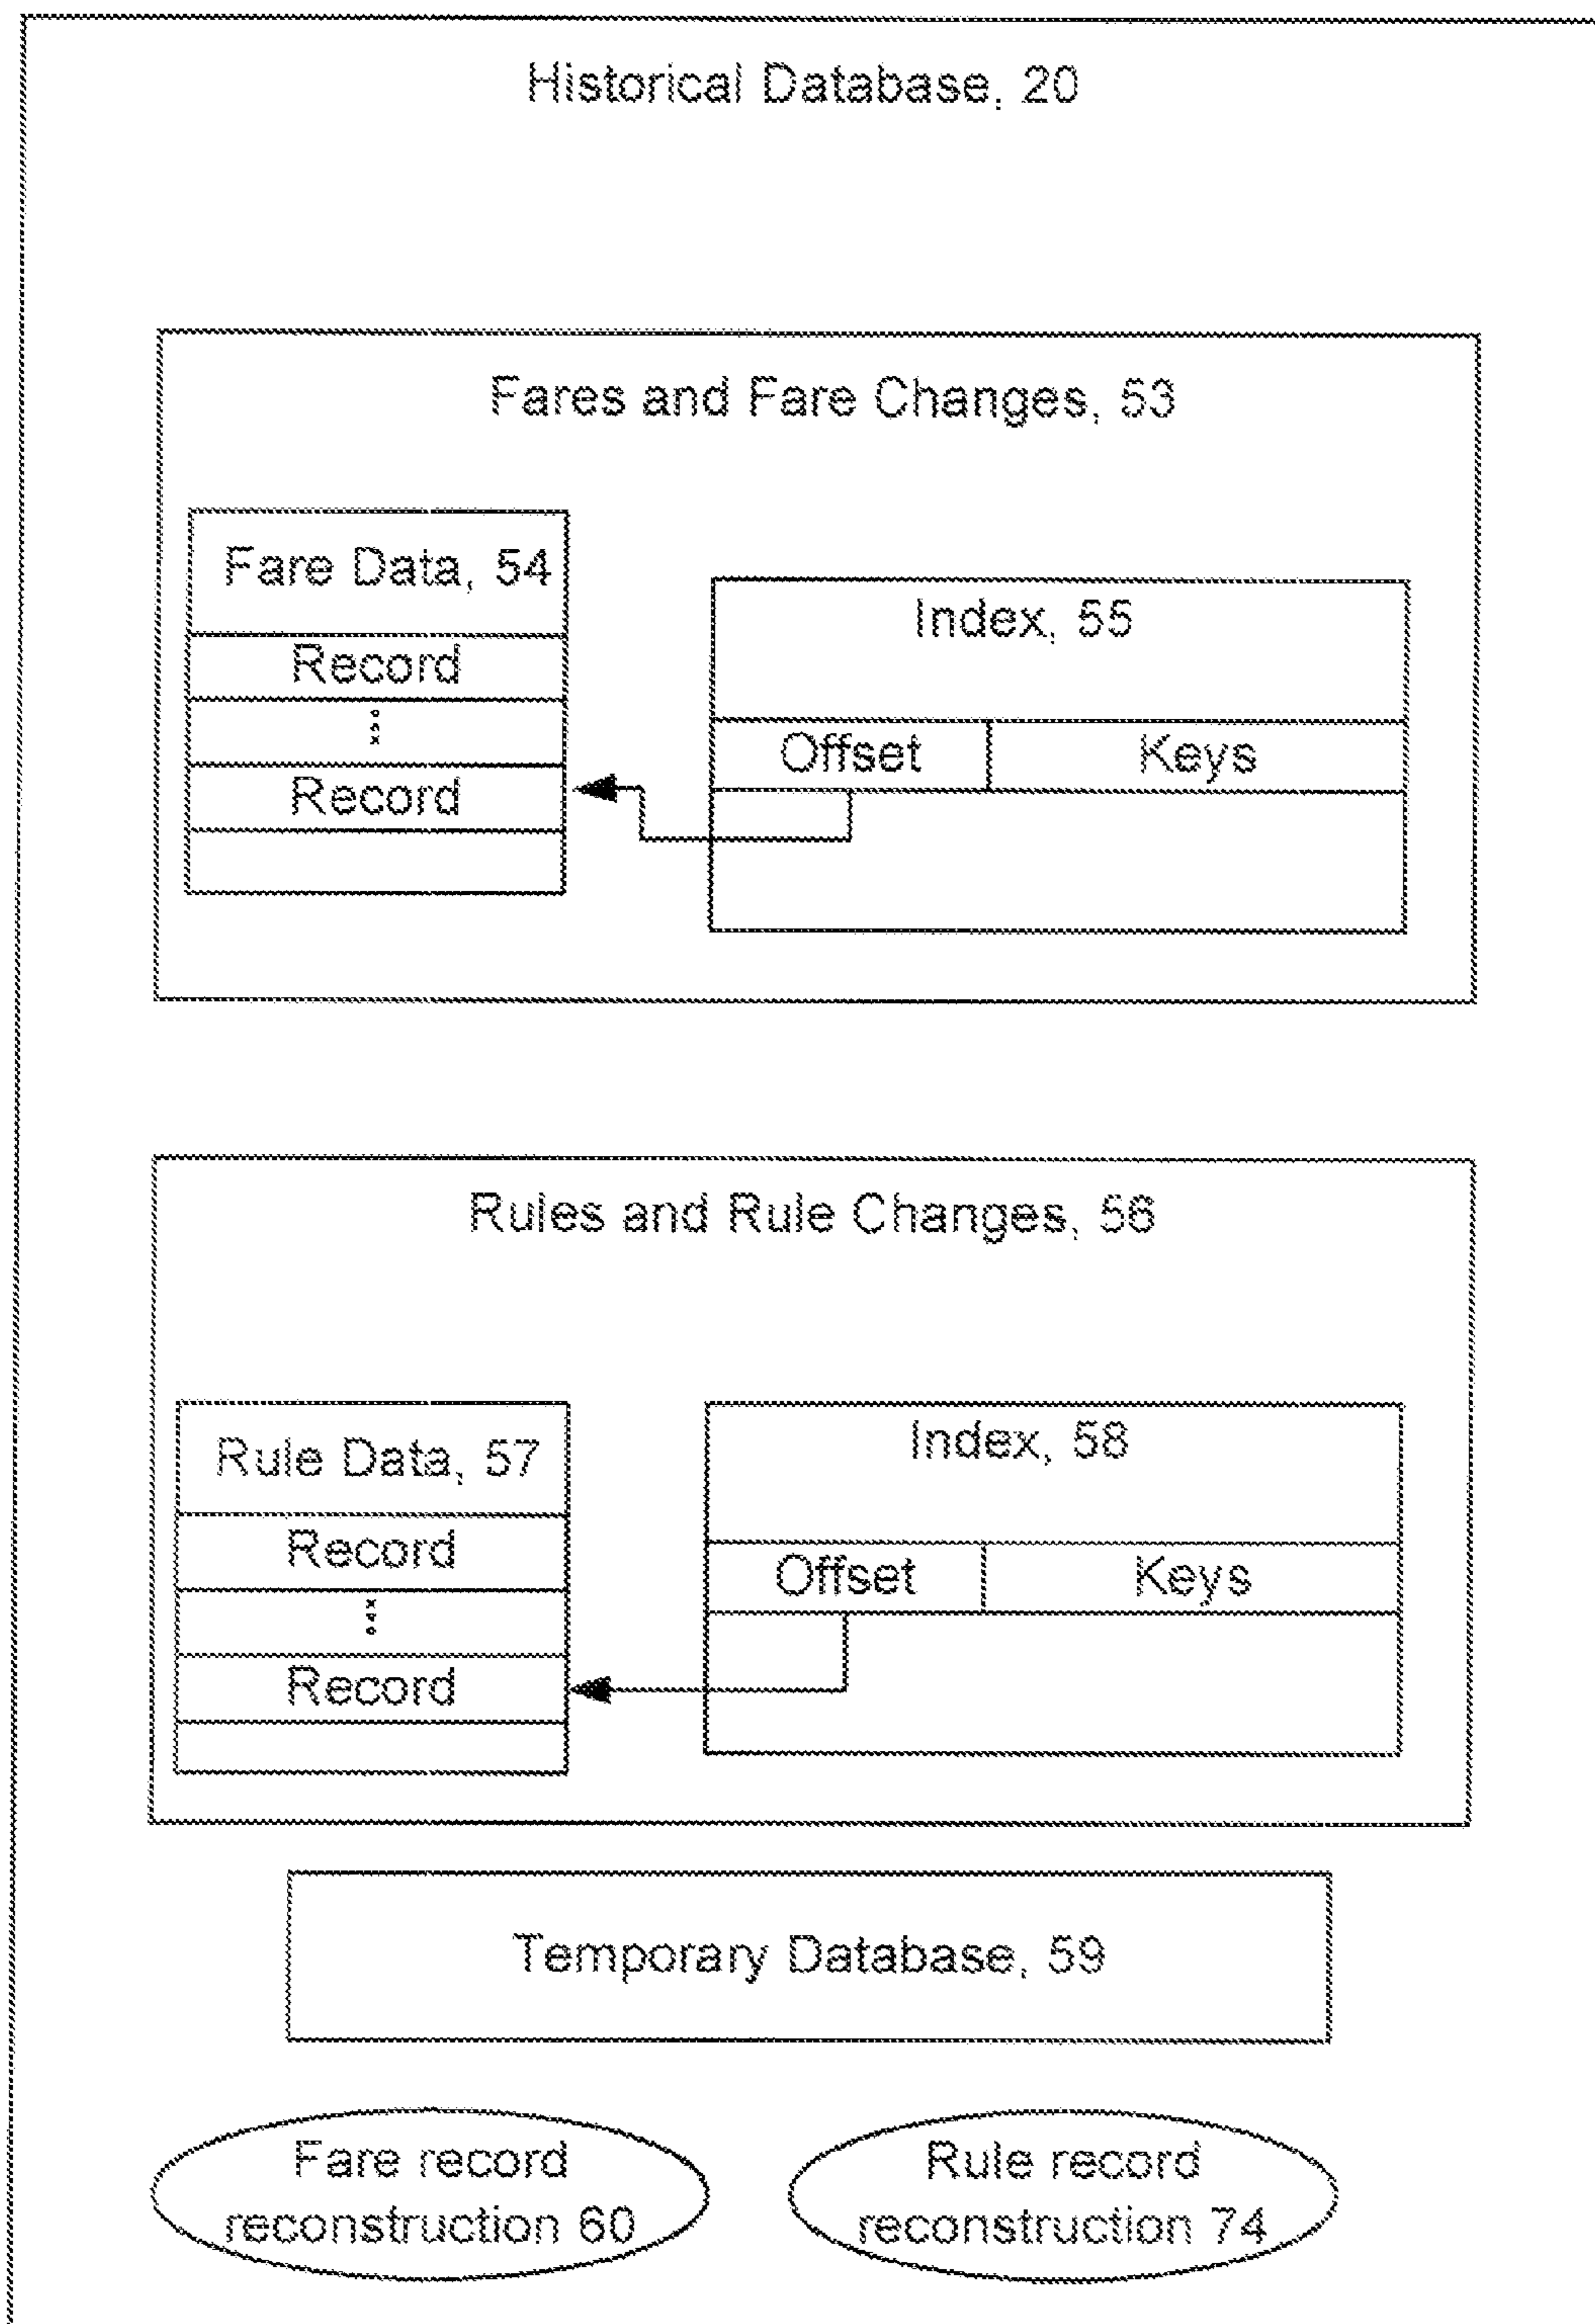 Historical Database, 20
Fares and Fare Changes, 53
Fare Data, 54
Record
Record
Index, 55
Offset
Keys
Rules and Rule Changes, 56
Rule Data, 57
Record
Record
Index, 58
Offset
Keys
Temporary Database, 59
Fare record
reconstruction 60
Rule record
reconstruction 74